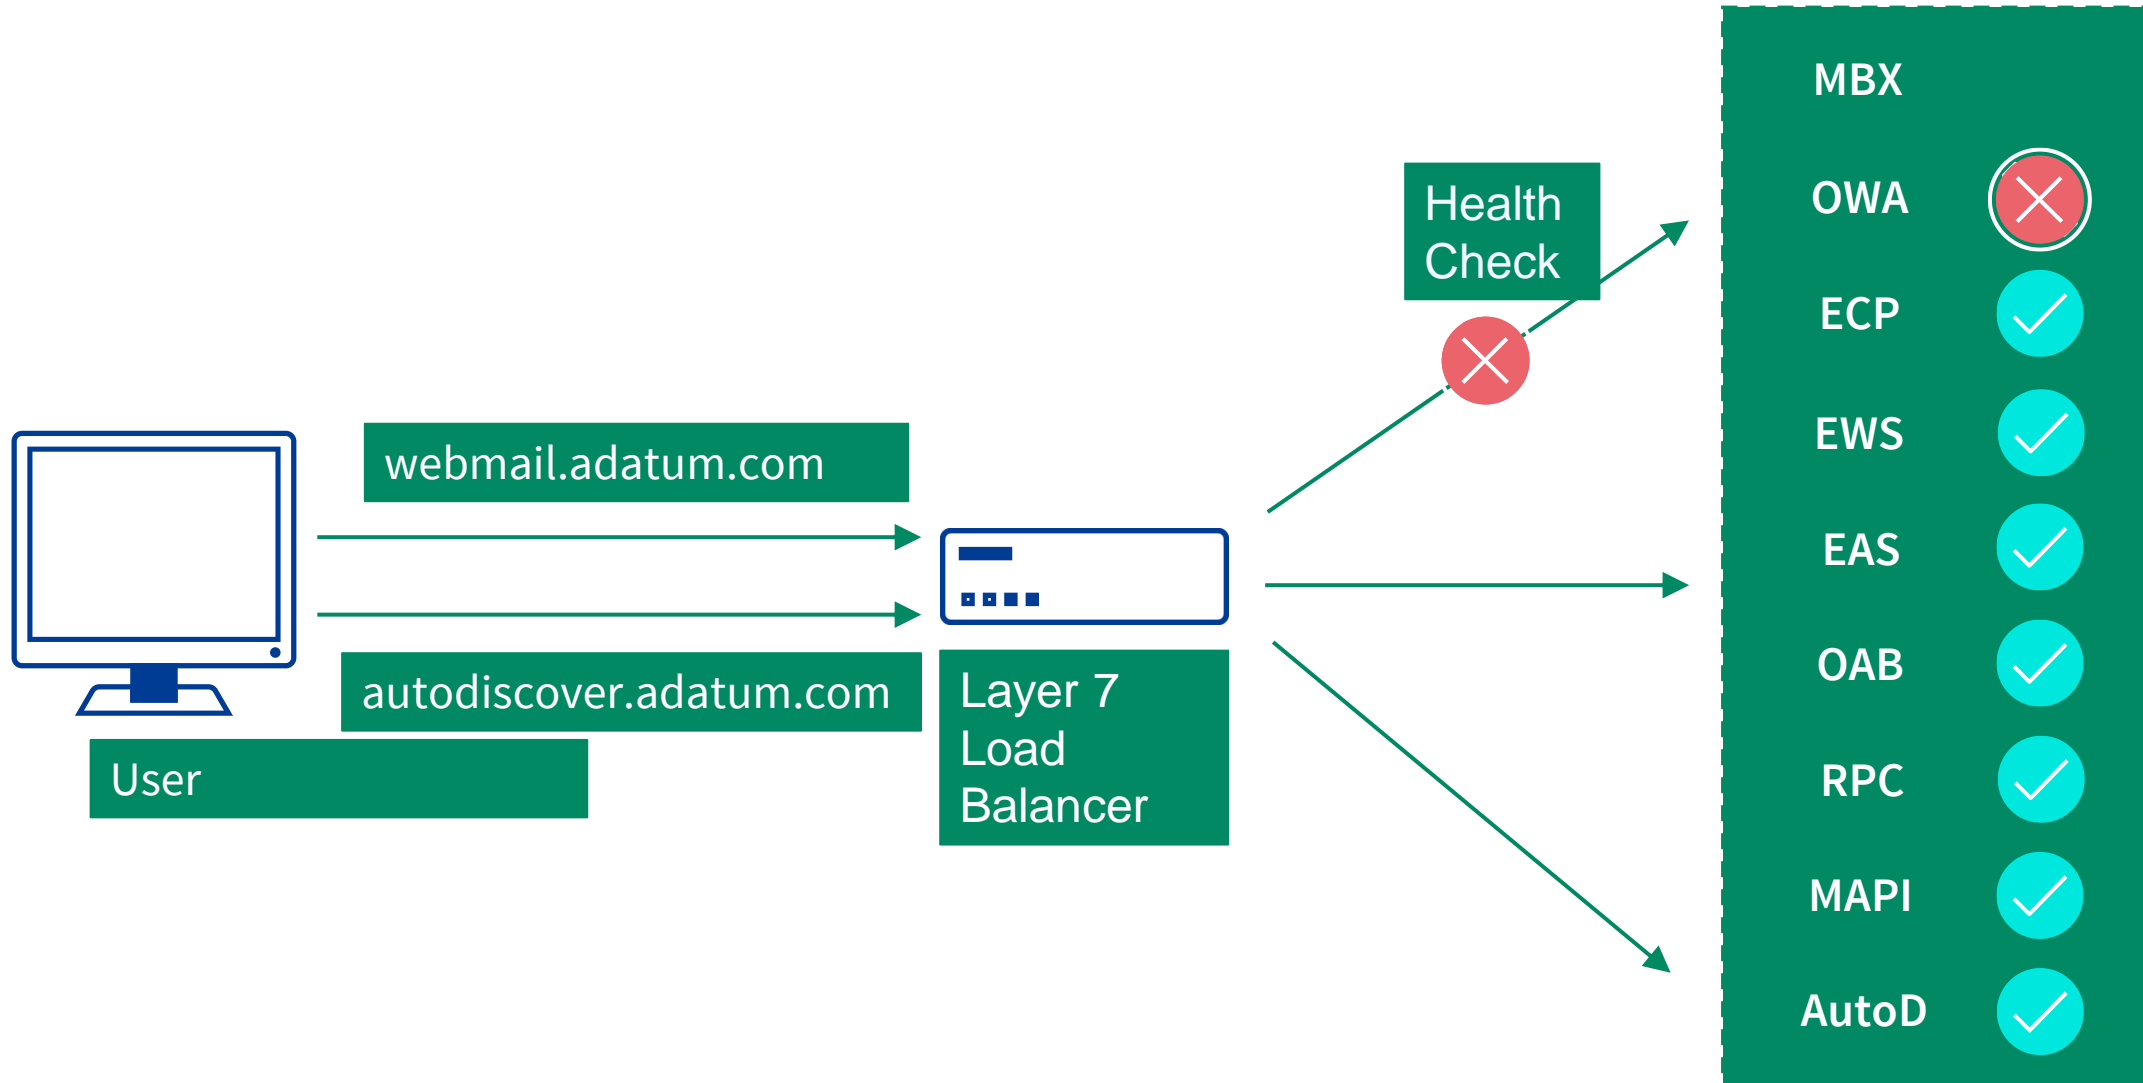 MBX
OWA
Health
Check
ECP
webmail.adatum.com
EWS
EAS
autodiscover.adatum.com
Layer 7
Load
Balancer
OAB
User
RPC
MAPI
AutoD